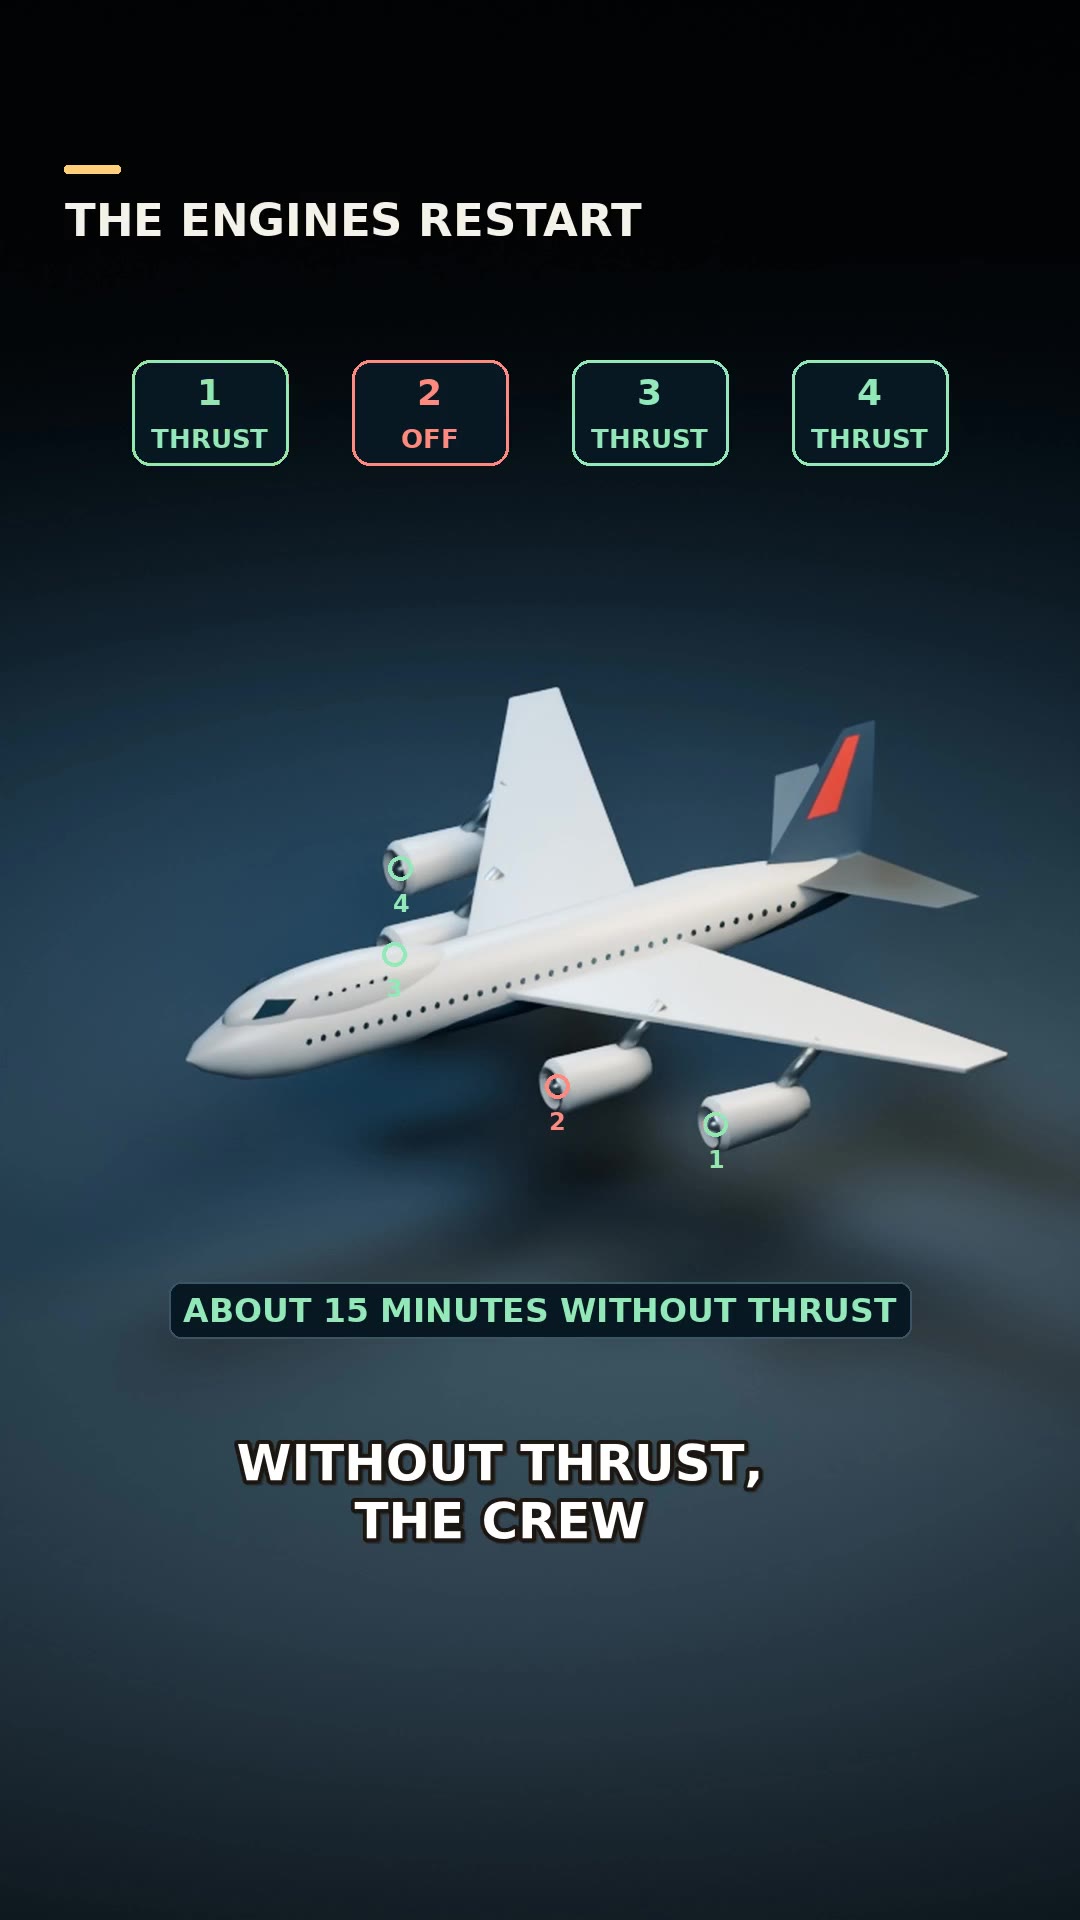 THE ENGINES RESTART
1
THRUST
2
OFF
3
THRUST
4
THRUST
4
3
2
1
ABOUT 15 MINUTES WITHOUT THRUST
WITHOUT THRUST,
THE CREW